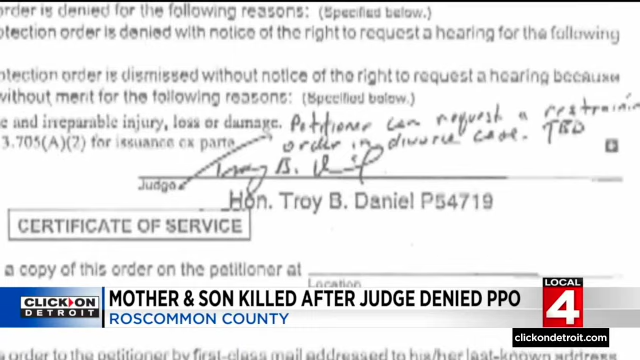 order is denied for the following reasons: (Specified below.)
otection order is denied with notice of the right to request a hearing for the following
otection order is dismissed without notice of the right to request a hearing because
without merit for the following reasons: (Specified below.)
e and irreparable injury, loss or damage. Petitioner can request a restraini
3.705(A)(2) for issuance ex parte order in divorce case. TBD
Troy B.
Judge
Hon. Troy B. Daniel P54719
CERTIFICATE OF SERVICE
a copy of this order on the petitioner at
Location
CLICK ON DETROIT
MOTHER & SON KILLED AFTER JUDGE DENIED PPO
ROSCOMMON COUNTY
LOCAL 4
clickondetroit.com
s order to the petitioner by first-class mail addressed to his/her last-known address